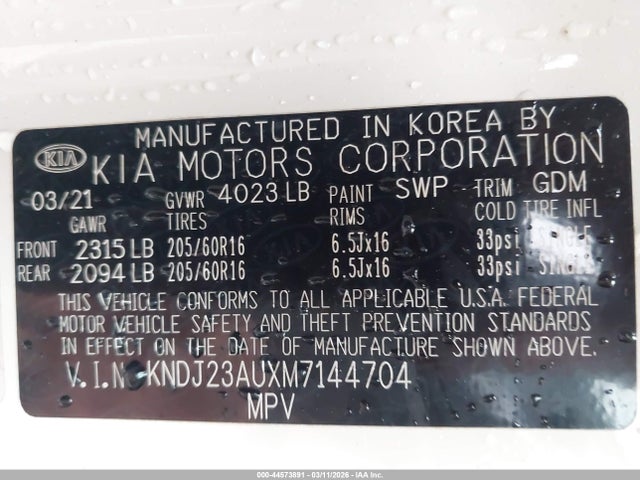 MANUFACTURED IN KOREA BY
KIA KIA MOTORS CORPORATION
03/21 GVWR 4023 LB PAINT SWP TRIM GDM
GAWR TIRES RIMS COLD TIRE INFL
FRONT 2315 LB 205/60R16 6.5Jx16 33psi SINGLE
REAR 2094 LB 205/60R16 6.5Jx16 33psi SINGLE
THIS VEHICLE CONFORMS TO ALL APPLICABLE U.S.A. FEDERAL
MOTOR VEHICLE SAFETY AND THEFT PREVENTION STANDARDS
IN EFFECT ON THE DATE OF MANUFACTURE SHOWN ABOVE.
V.I.N KNDJ23AUXM7144704
MPV
000-44573891 - 03/11/2026 - IAA Inc.